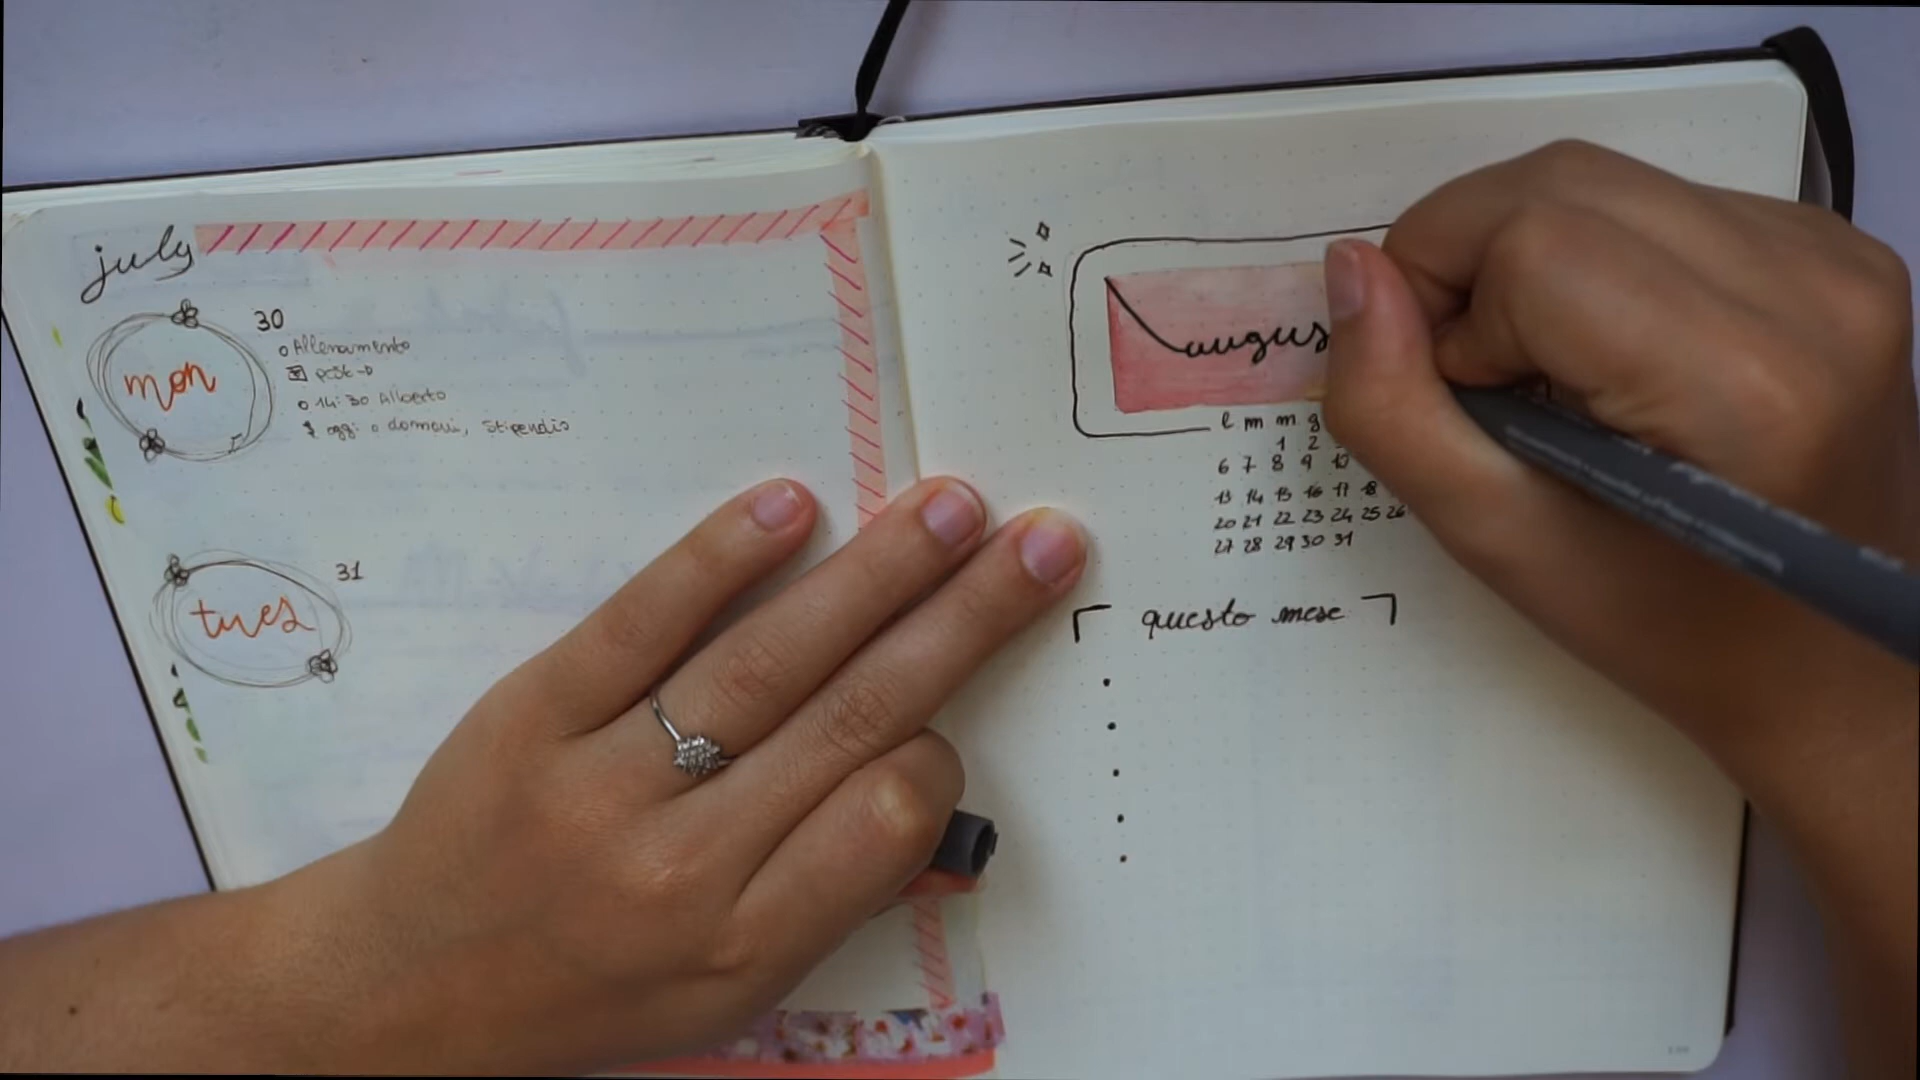 july
mon
30
o Allenamento
post-D
o 14:30 Alberto
$ oggi o domani, Stipendio
tues
31
augus
l m m g
1 2
6 7 8 9 10
13 14 15 16 17 18
20 21 22 23 24 25 26
27 28 29 30 31
questo mese